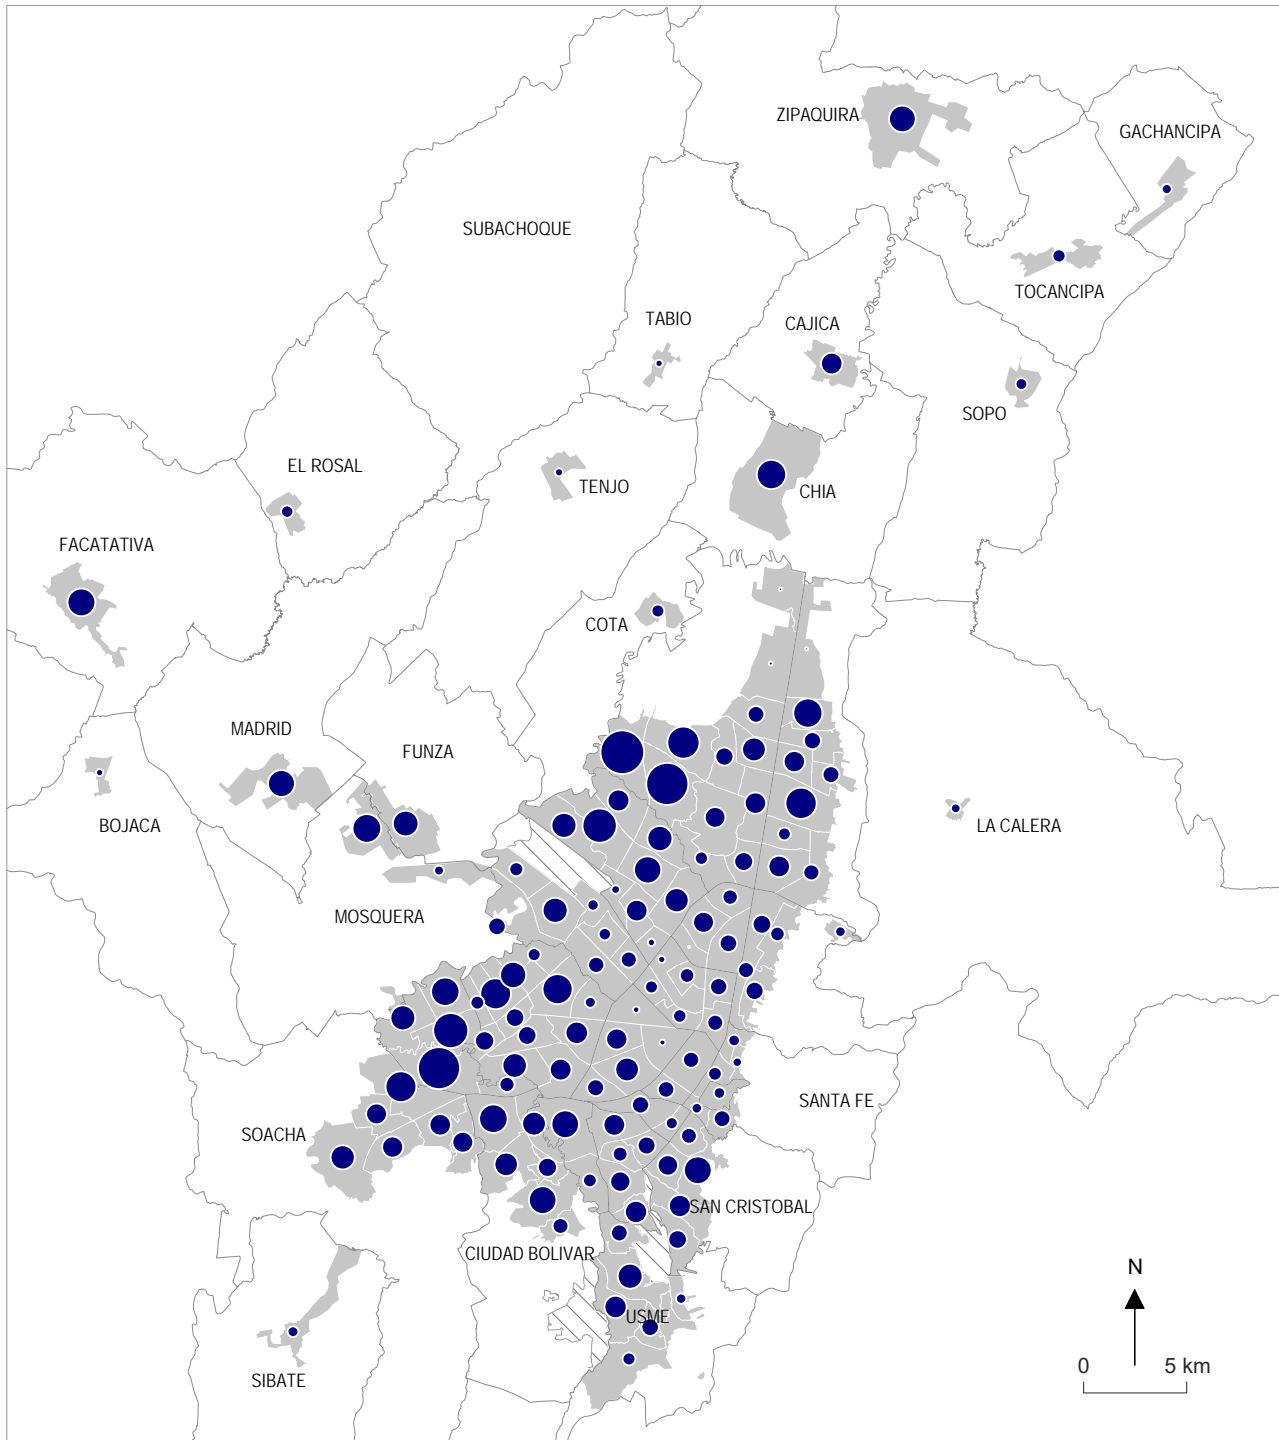 ZIPAQUIRA
GACHANCIPA
SUBACHOQUE
TOCANCIPA
TABIO
CAJICA
SOPO
EL ROSAL
TENJO
CHIA
FACATATIVA
COTA
MADRID
FUNZA
BOJACA
LA CALERA
MOSQUERA
SANTA FE
SOACHA
SAN CRISTOBAL
CIUDAD BOLIVAR
N
USME
0 5 km
SIBATE